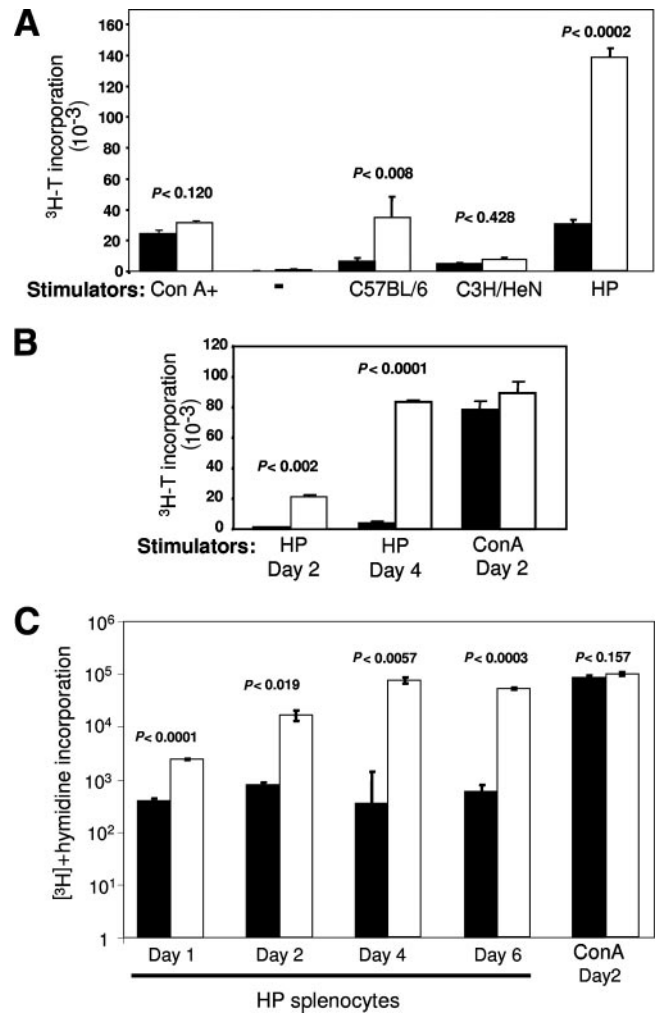 A
160
140
120
100
80
60
40
20
0
³H-T incorporation
(10⁻³)
P< 0.120
P< 0.008
P< 0.428
P< 0.0002
Stimulators: Con A+ - C57BL/6 C3H/HeN HP
B
120
100
80
60
40
20
0
³H-T incorporation
(10⁻³)
P< 0.002
P< 0.0001
Stimulators: HP HP ConA
Day 2 Day 4 Day 2
C
10⁶
10⁵
10⁴
10³
10²
10¹
1
[³H]+hymidine incorporation
P< 0.0001
P< 0.019
P< 0.0057
P< 0.0003
P< 0.157
Day 1 Day 2 Day 4 Day 6 ConA
Day2
HP splenocytes